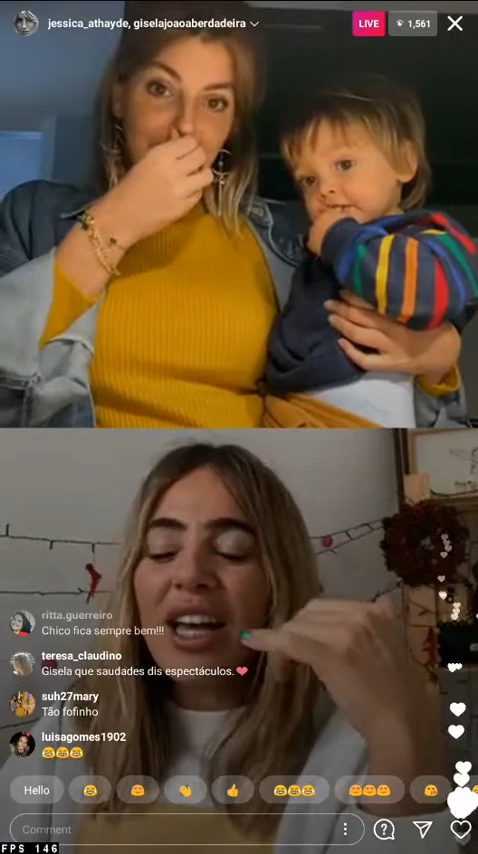 jessica_athayde, giselajoaoaberdadeira
LIVE
1,561
ritta.guerreiro
Chico fica sempre bem!!!
teresa_claudino
Gisela que saudades dis espectáculos.❤
suh27mary
Tão fofinho
luisagomes1902
😂😂😂
Hello
Comment
FPS 146